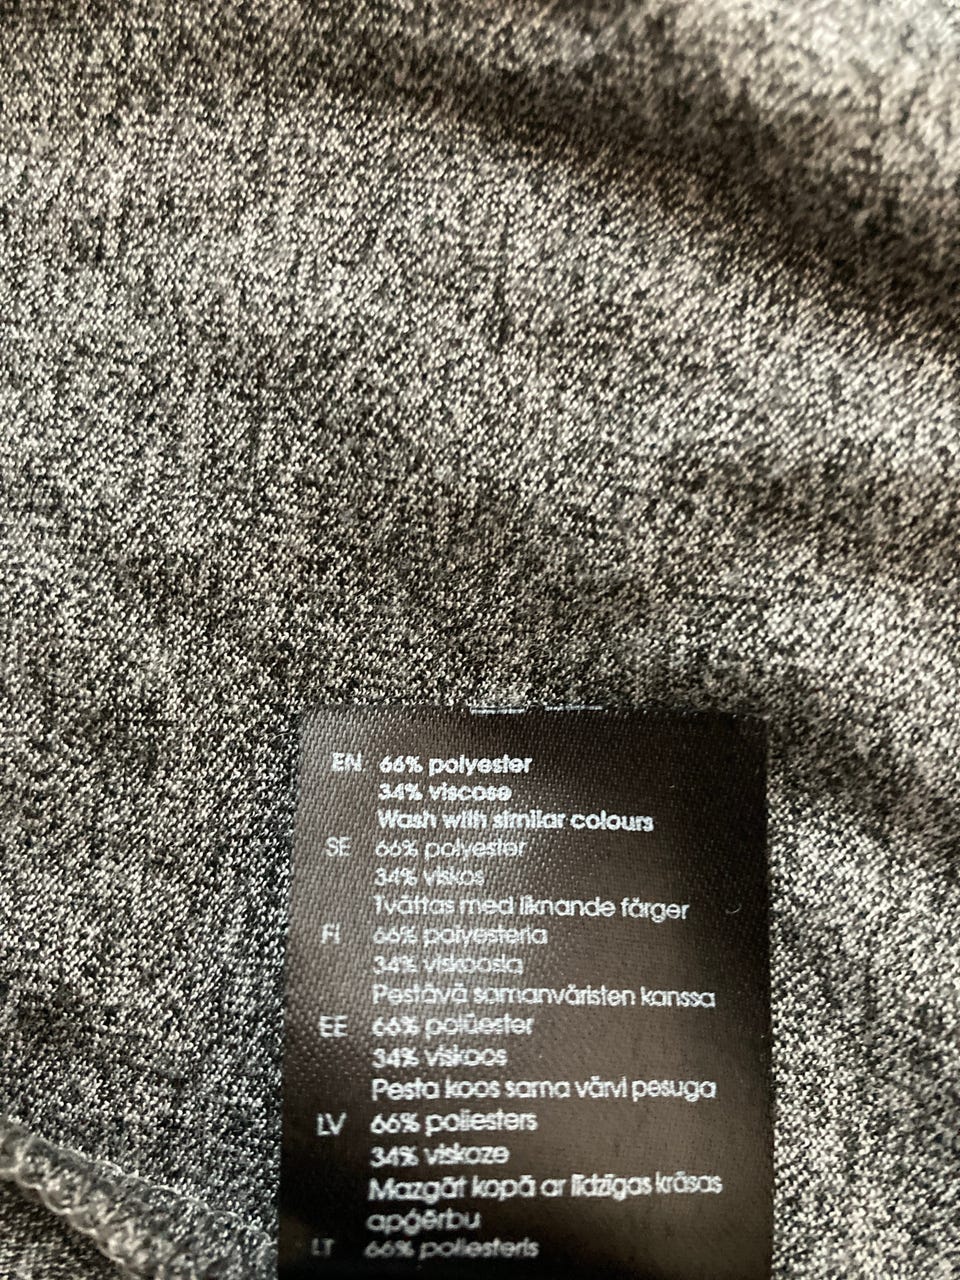 EN 66% polyester
34% viscose
Wash with similar colours
SE 66% polyester
34% viskos
Tvättas med liknande färger
FI 66% polyesteria
34% viskoosia
Pestävä samanväristen kanssa
EE 66% polüester
34% viskoos
Pesta koos sama värvi pesuga
LV 66% poliesters
34% viskoze
Mazgāt kopā ar līdzīgas krāsas
apģērbu
LT 66% poliesteris